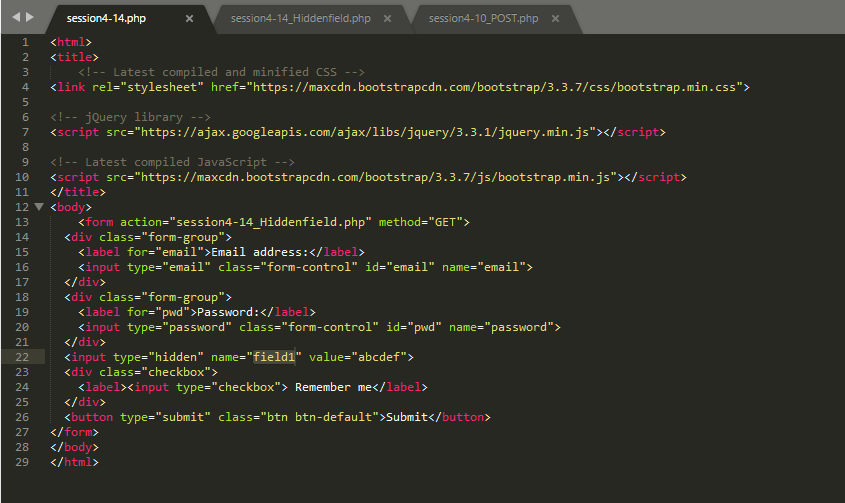 session4-14.php × session4-14_Hiddenfield.php × session4-10_POST.php ×
1 <html>
2 <title>
3 <!-- Latest compiled and minified CSS -->
4 <link rel="stylesheet" href="https://maxcdn.bootstrapcdn.com/bootstrap/3.3.7/css/bootstrap.min.css">
5
6 <!-- jQuery library -->
7 <script src="https://ajax.googleapis.com/ajax/libs/jquery/3.3.1/jquery.min.js"></script>
8
9 <!-- Latest compiled JavaScript -->
10 <script src="https://maxcdn.bootstrapcdn.com/bootstrap/3.3.7/js/bootstrap.min.js"></script>
11 </title>
12 <body>
13 <form action="session4-14_Hiddenfield.php" method="GET">
14 <div class="form-group">
15 <label for="email">Email address:</label>
16 <input type="email" class="form-control" id="email" name="email">
17 </div>
18 <div class="form-group">
19 <label for="pwd">Password:</label>
20 <input type="password" class="form-control" id="pwd" name="password">
21 </div>
22 <input type="hidden" name="field1" value="abcdef">
23 <div class="checkbox">
24 <label><input type="checkbox"> Remember me</label>
25 </div>
26 <button type="submit" class="btn btn-default">Submit</button>
27 </form>
28 </body>
29 </html>